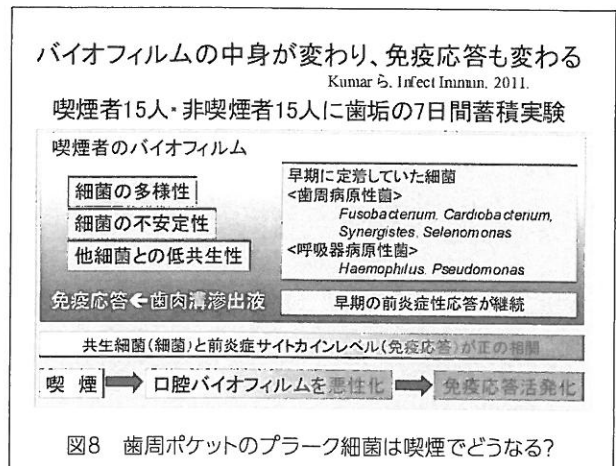 バイオフィルムの中身が変わり、免疫応答も変わる
Kumarら. Infect Immun, 2011.
喫煙者15人・非喫煙者15人に歯垢の7日間蓄積実験
喫煙者のバイオフィルム
細菌の多様性
細菌の不安定性
他細菌との低共生性
早期に定着していた細菌
<歯周病原性菌>
Fusobacterium, Cardiobacterium,
Synergistes, Selenomonas
<呼吸器病原性菌>
Haemophilus, Pseudomonas
免疫応答←歯肉溝滲出液
早期の前炎症性応答が継続
共生細菌(細菌)と前炎症サイトカインレベル(免疫応答)が正の相関
喫煙➡口腔バイオフィルムを悪性化➡免疫応答活発化
図8 歯周ポケットのプラーク細菌は喫煙でどうなる?